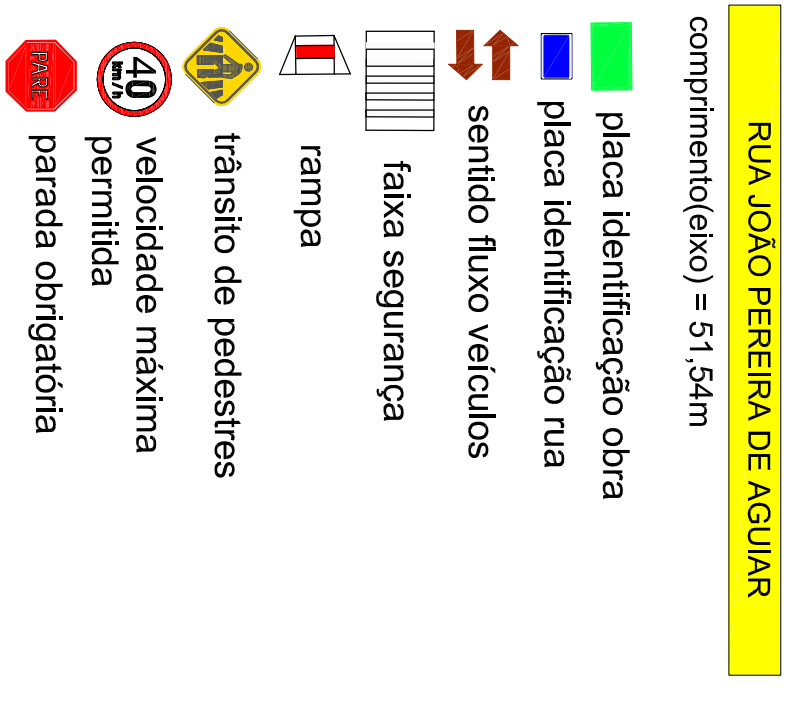 RUA JOÃO PEREIRA DE AGUIAR
comprimento(eixo) = 51,54m
placa identificação obra
placa identificação rua
sentido fluxo veículos
faixa segurança
rampa
trânsito de pedestres
40
km/h
velocidade máxima
permitida
PARE
parada obrigatória